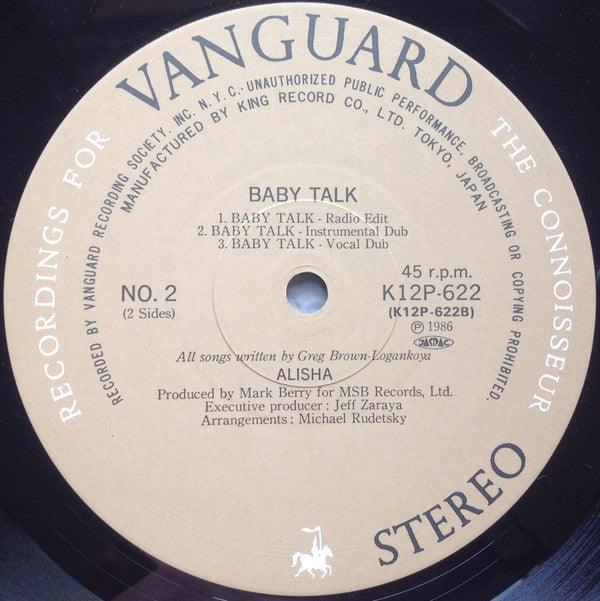 VANGUARD
RECORDINGS FOR THE CONNOISSEUR
RECORDED BY VANGUARD RECORDING SOCIETY, INC. N. Y. C.-UNAUTHORIZED PUBLIC PERFORMANCE, BROADCASTING OR COPYING PROHIBITED.
MANUFACTURED BY KING RECORD CO., LTD. TOKYO, JAPAN
BABY TALK
1. BABY TALK - Radio Edit
2. BABY TALK - Instrumental Dub
3. BABY TALK - Vocal Dub
NO. 2
(2 Sides)
45 r.p.m.
K12P-622
(K12P-622B)
Ⓟ 1986
JASRAC
All songs written by Greg Brown-Logankoya
ALISHA
Produced by Mark Berry for MSB Records, Ltd.
Executive producer : Jeff Zaraya
Arrangements : Michael Rudetsky
STEREO